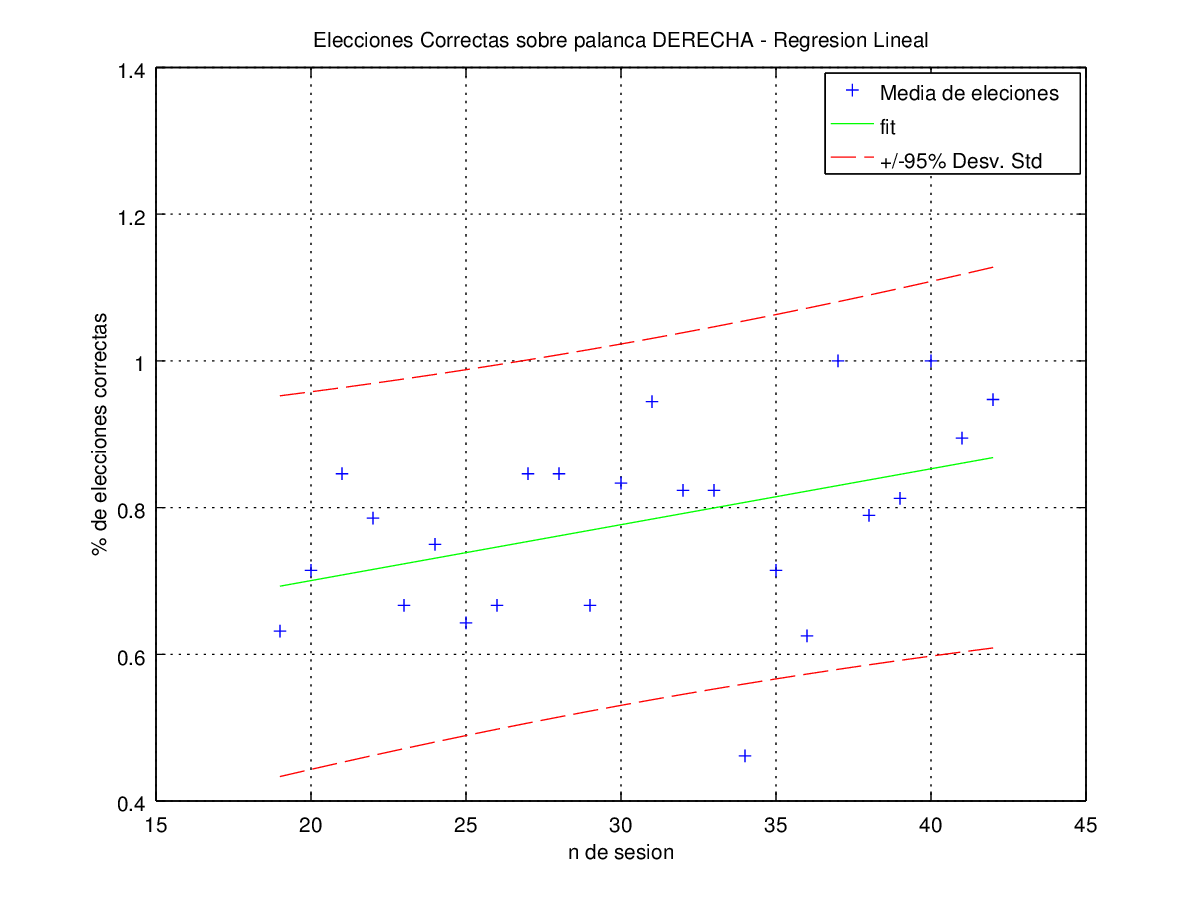 Elecciones Correctas sobre palanca DERECHA - Regresion Lineal
1.4
1.2
1
0.8
0.6
0.4
% de elecciones correctas
Media de eleciones
fit
+/-95% Desv. Std
15 20 25 30 35 40 45
n de sesion